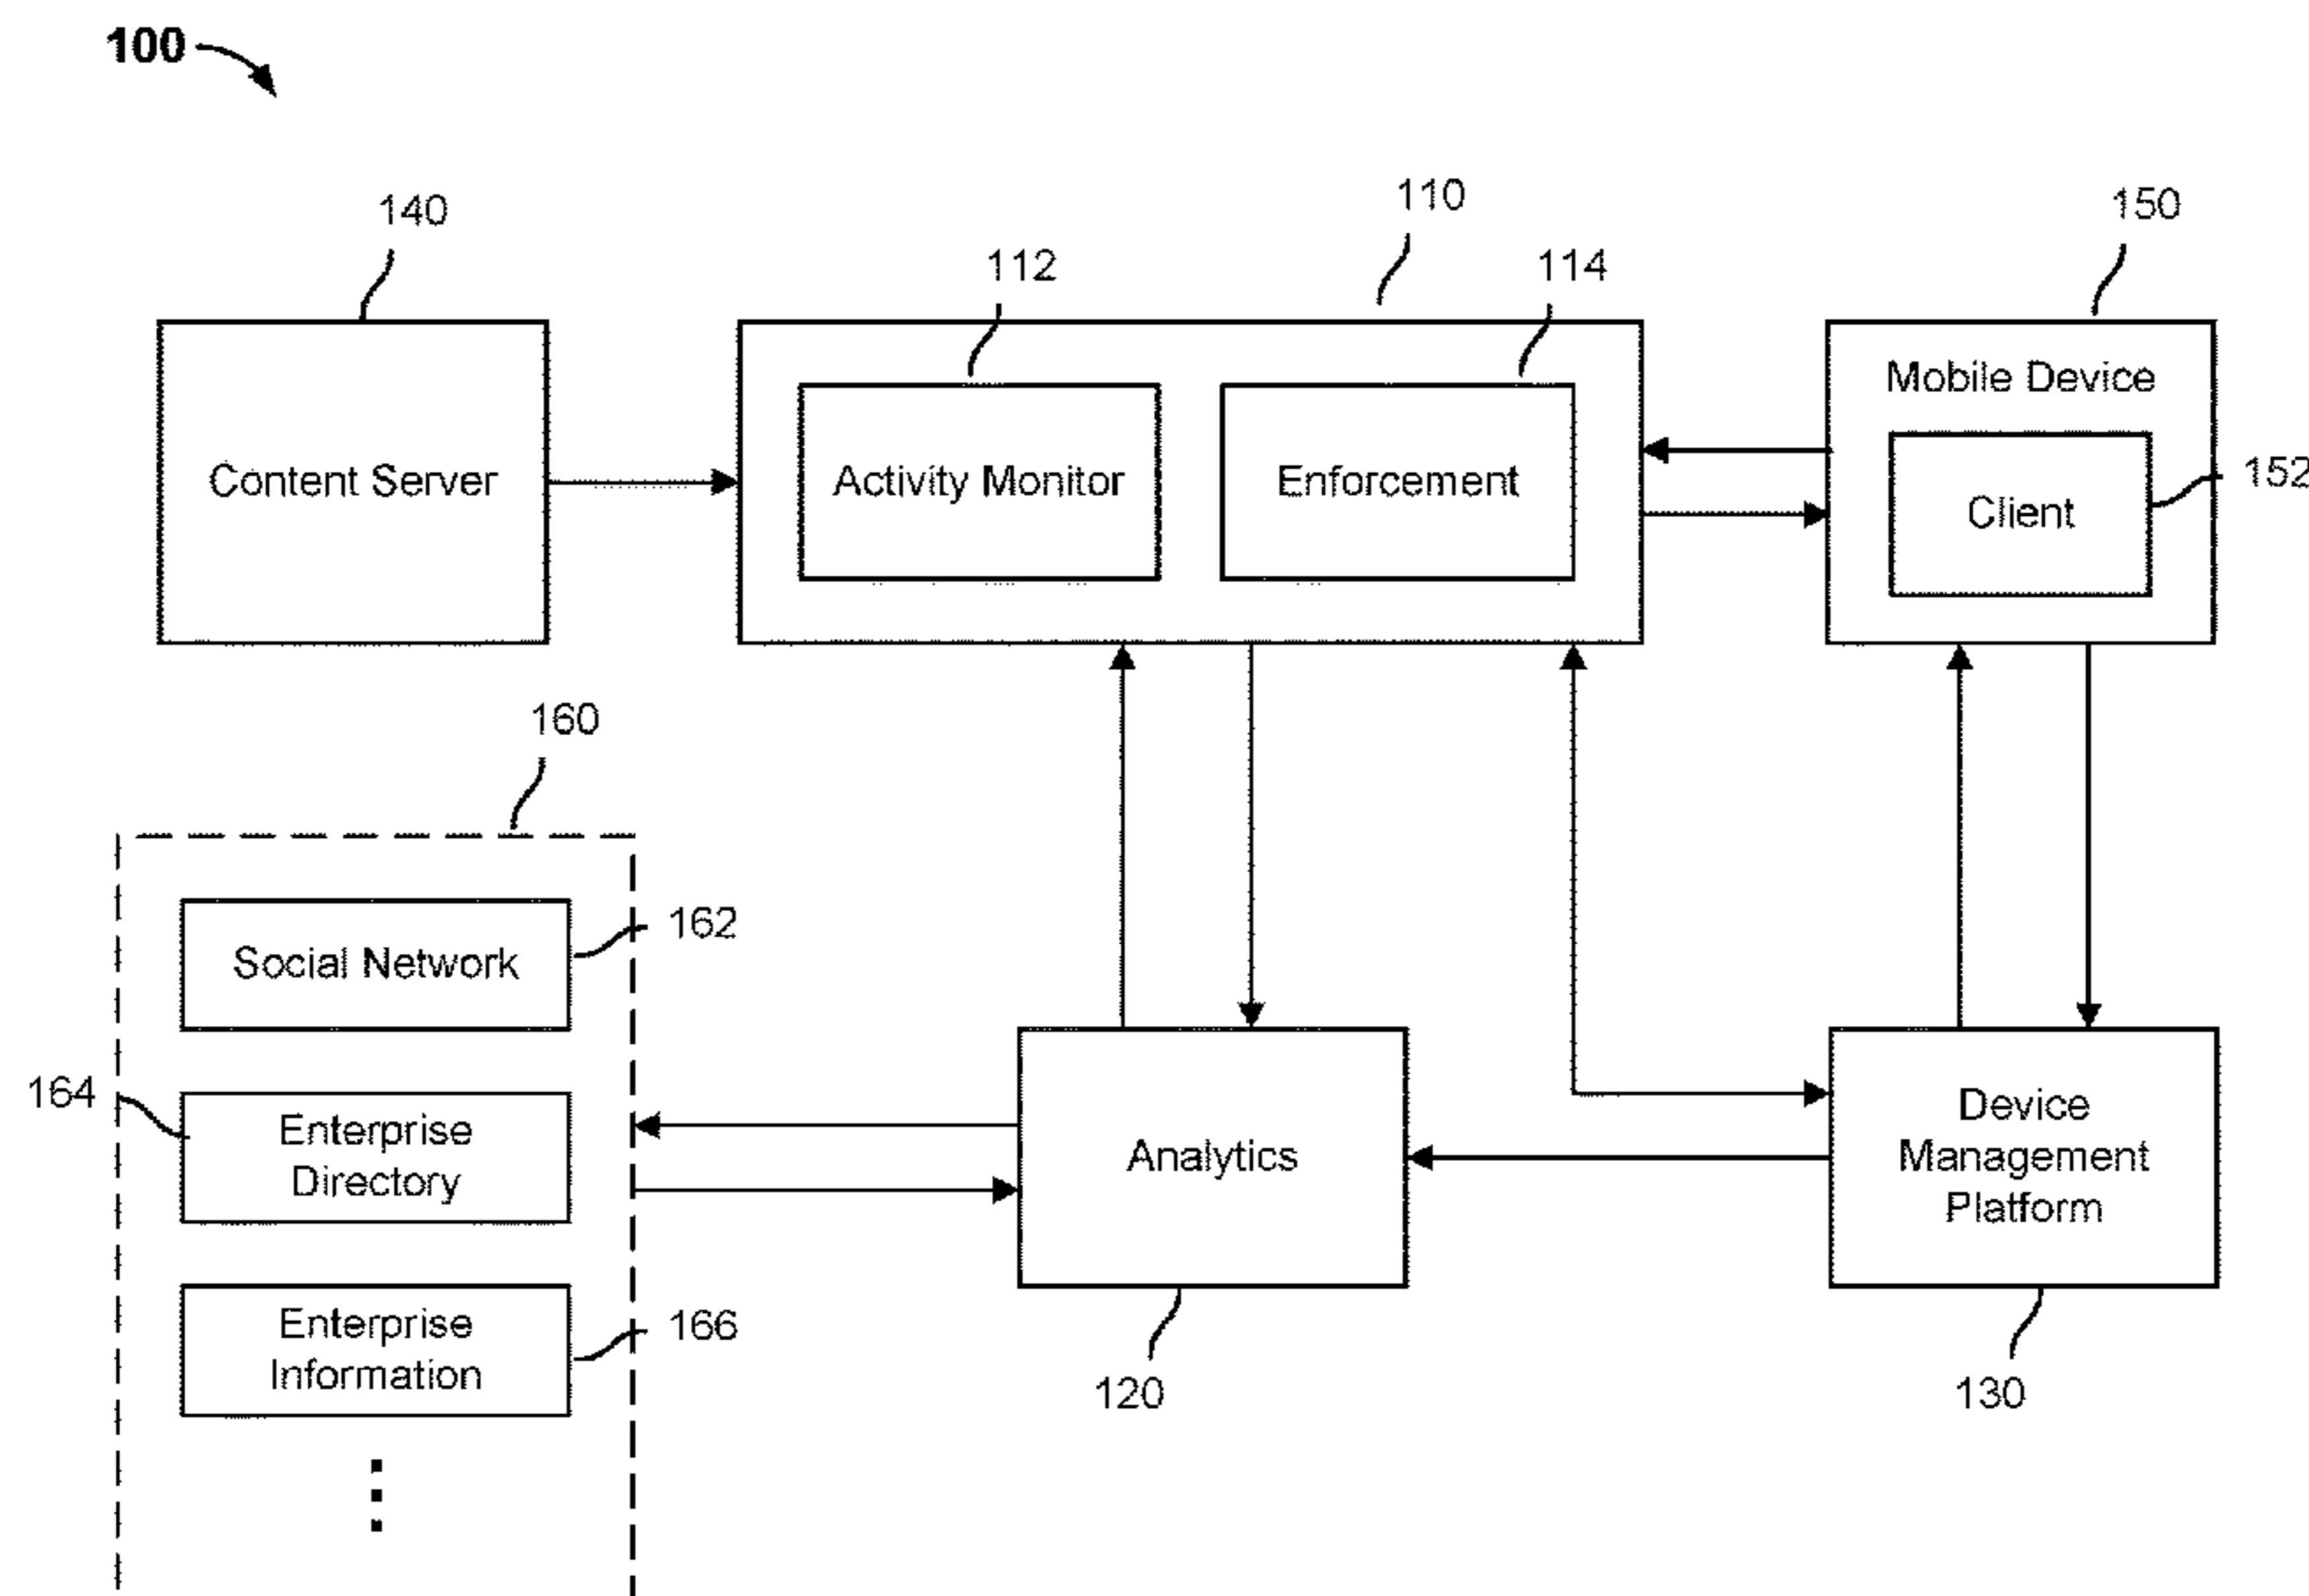 100
140
110
150
112
114
Mobile Device
Content Server
Activity Monitor
Enforcement
Client
152
160
Social Network
162
164
Enterprise
Directory
Analytics
Device
Management
Platform
Enterprise
Information
166
120
130